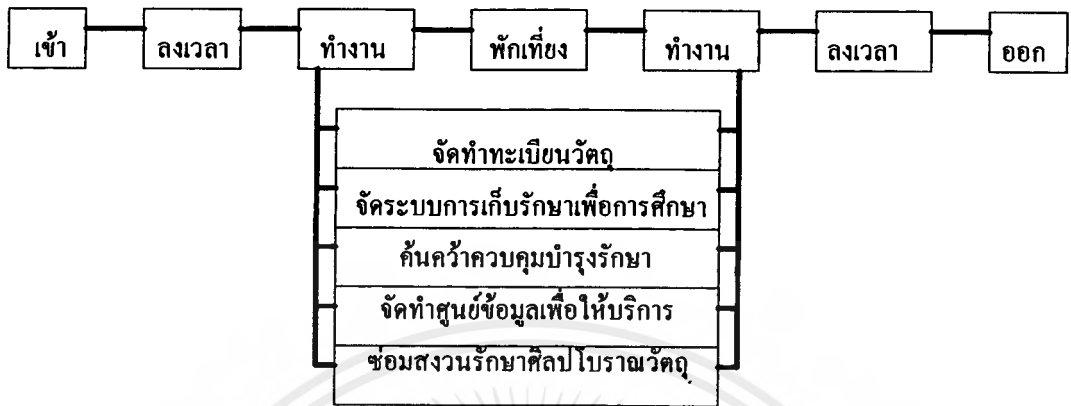 เข้า
ลงเวลา
ทำงาน
พักเที่ยง
ทำงาน
ลงเวลา
ออก
จัดทำทะเบียนวัตถุ
จัดระบบการเก็บรักษาเพื่อการศึกษา
ค้นคว้าควบคุมบำรุงรักษา
จัดทำศูนย์ข้อมูลเพื่อให้บริการ
ซ่อมสงวนรักษาศิลปโบราณวัตถุ